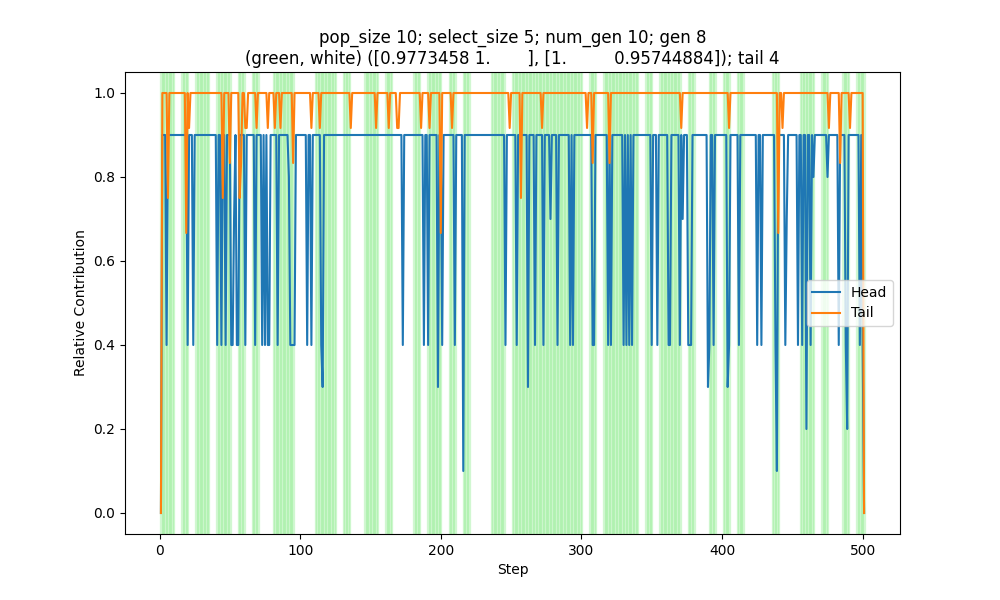 pop_size 10; select_size 5; num_gen 10; gen 8
(green, white) ([0.9773458 1.       ], [1.         0.95744884]); tail 4
1.0
0.8
0.6
0.4
0.2
0.0
Relative Contribution
Head
Tail
0 100 200 300 400 500
Step